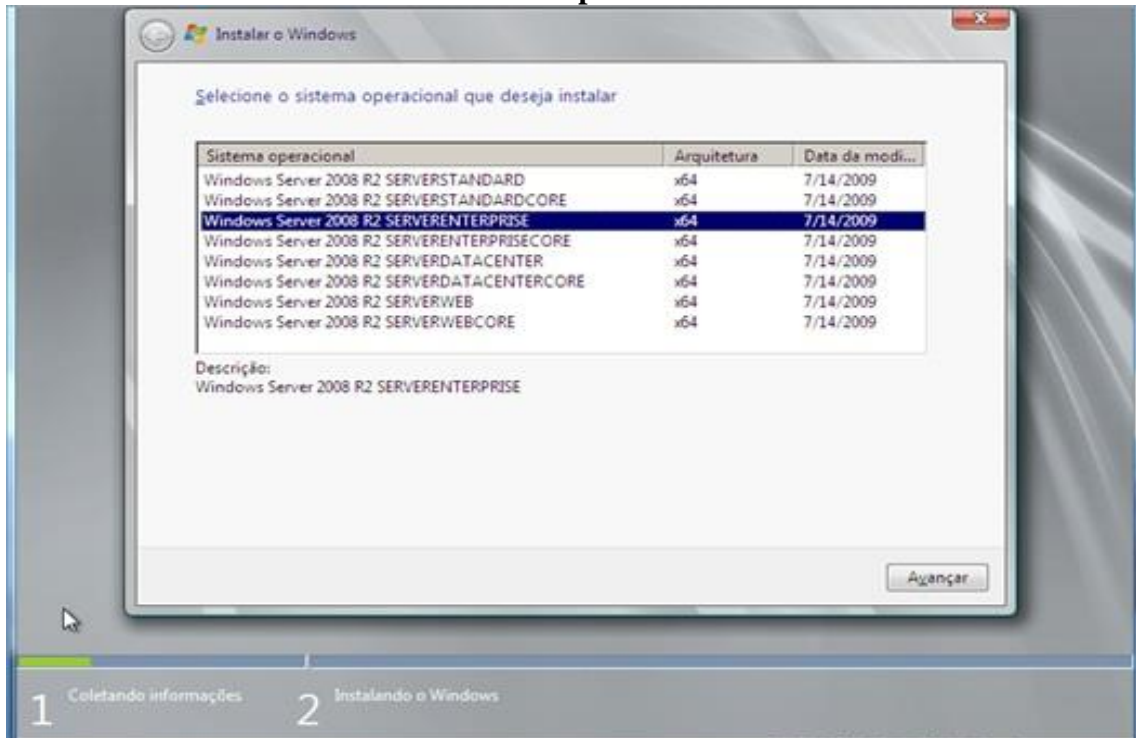 Instalar o Windows
Selecione o sistema operacional que deseja instalar
Sistema operacional Arquitetura Data da modi...
Windows Server 2008 R2 SERVERSTANDARD x64 7/14/2009
Windows Server 2008 R2 SERVERSTANDARDCORE x64 7/14/2009
Windows Server 2008 R2 SERVERENTERPRISE x64 7/14/2009
Windows Server 2008 R2 SERVERENTERPRISECORE x64 7/14/2009
Windows Server 2008 R2 SERVERDATACENTER x64 7/14/2009
Windows Server 2008 R2 SERVERDATACENTERCORE x64 7/14/2009
Windows Server 2008 R2 SERVERWEB x64 7/14/2009
Windows Server 2008 R2 SERVERWEBCORE x64 7/14/2009
Descrição:
Windows Server 2008 R2 SERVERENTERPRISE
Avançar
1 Coletando informações 2 Instalando o Windows